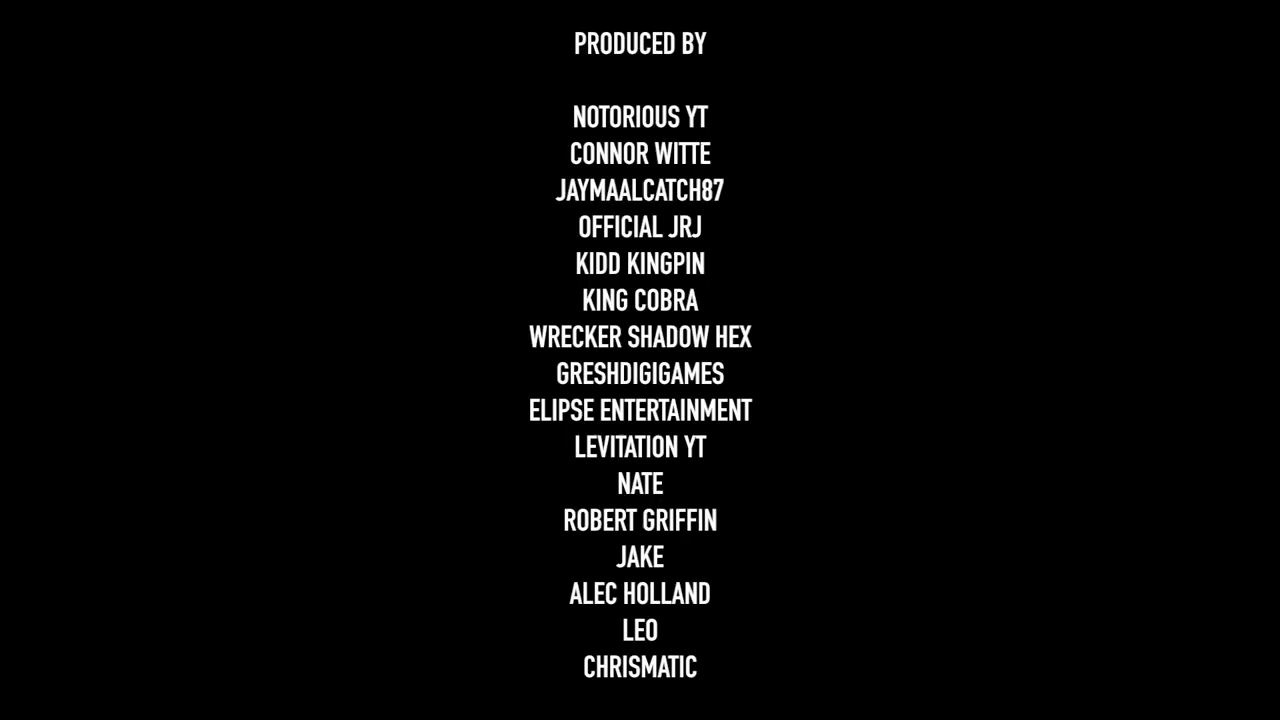 PRODUCED BY
NOTORIOUS YT
CONNOR WITTE
JAYMAALCATCH87
OFFICIAL JRJ
KIDD KINGPIN
KING COBRA
WRECKER SHADOW HEX
GRESHDIGIGAMES
ELIPSE ENTERTAINMENT
LEVITATION YT
NATE
ROBERT GRIFFIN
JAKE
ALEC HOLLAND
LEO
CHRISMATIC